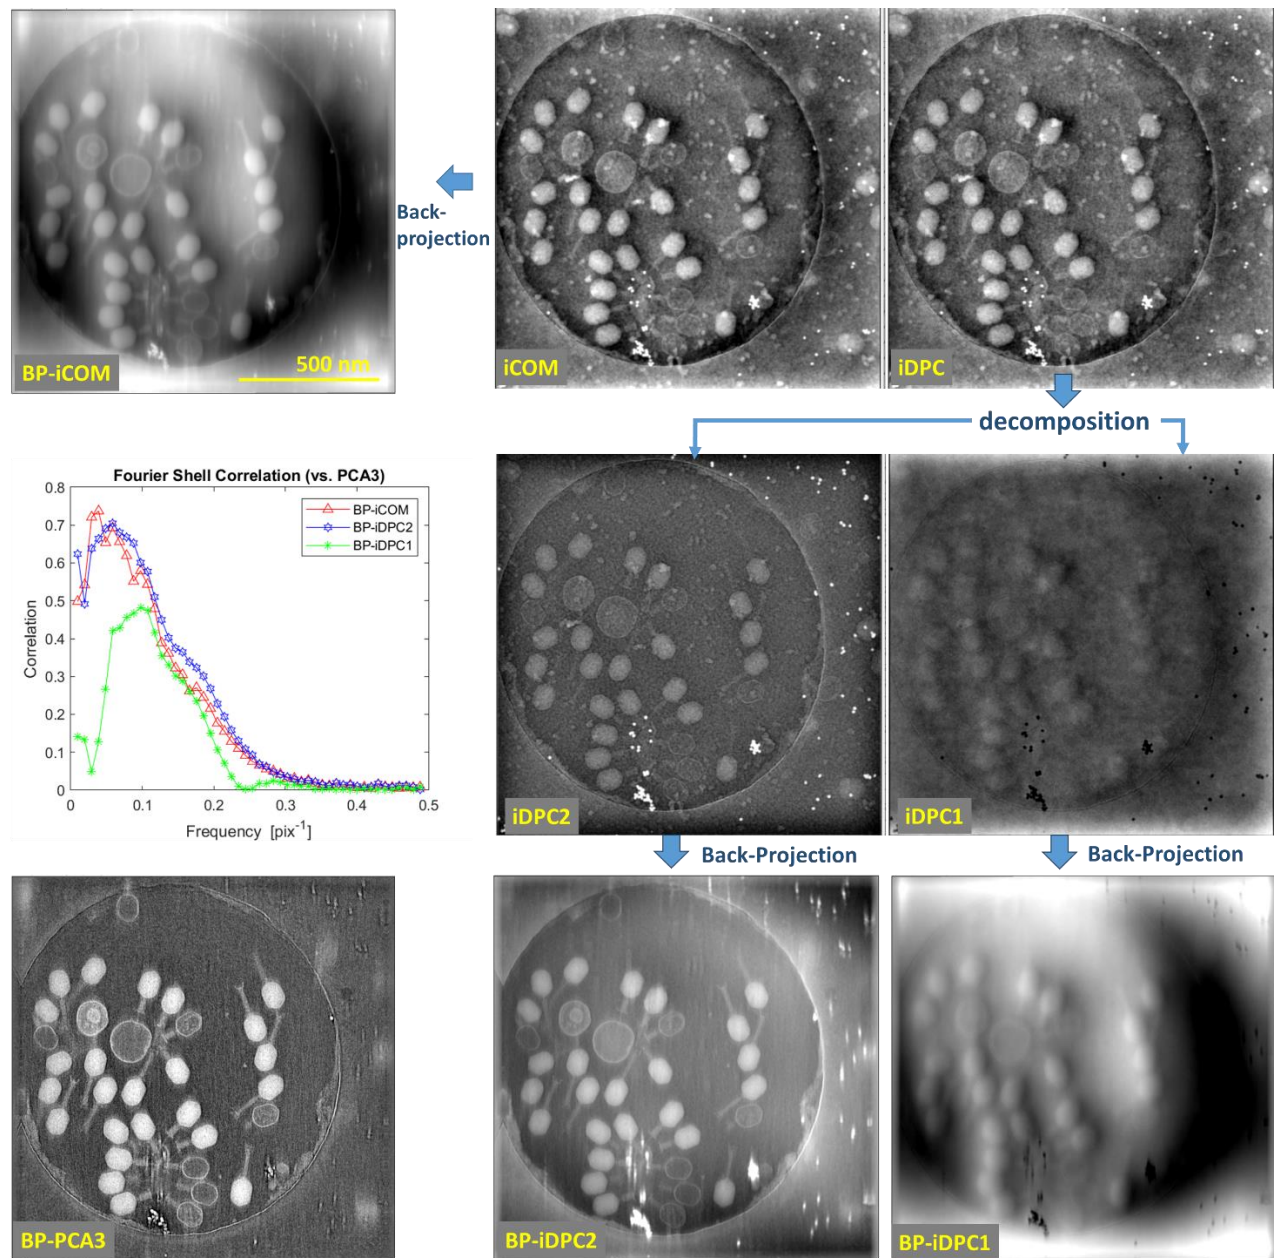 BP-iCOM
500 nm
Back-
projection
iCOM
iDPC
decomposition
Fourier Shell Correlation (vs. PCA3)
0.8
0.7
0.6
0.5
0.4
0.3
0.2
0.1
0
Correlation
BP-iCOM
BP-iDPC2
BP-iDPC1
0 0.1 0.2 0.3 0.4 0.5
Frequency [pix-1]
iDPC2
iDPC1
Back-Projection
Back-Projection
BP-PCA3
BP-iDPC2
BP-iDPC1